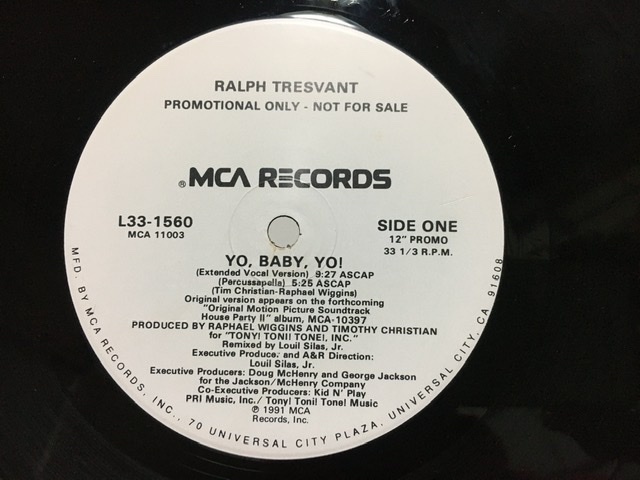 RALPH TRESVANT
PROMOTIONAL ONLY - NOT FOR SALE
®MCA RECORDS
L33-1560
MCA 11003
SIDE ONE
12" PROMO
33 1/3 R.P.M.
YO, BABY, YO!
(Extended Vocal Version) 9:27 ASCAP
(Percussapella) 5:25 ASCAP
(Tim Christian-Raphael Wiggins)
Original version appears on the forthcoming
"Original Motion Picture Soundtrack
House Party II" album, MCA-10397
PRODUCED BY RAPHAEL WIGGINS AND TIMOTHY CHRISTIAN
for "TONY! TONI! TONE!, INC."
Remixed by Louil Silas, Jr.
Executive Produce. and A&R Direction:
Louil Silas, Jr.
Executive Producers: Doug McHenry and George Jackson
for the Jackson/McHenry Company
Co-Executive Producers: Kid N' Play
PRI Music, Inc./ Tony! Toni! Tone! Music
℗ 1991 MCA
Records, Inc.
MFD. BY MCA RECORDS, INC., 70 UNIVERSAL CITY PLAZA, UNIVERSAL CITY, CA 91608